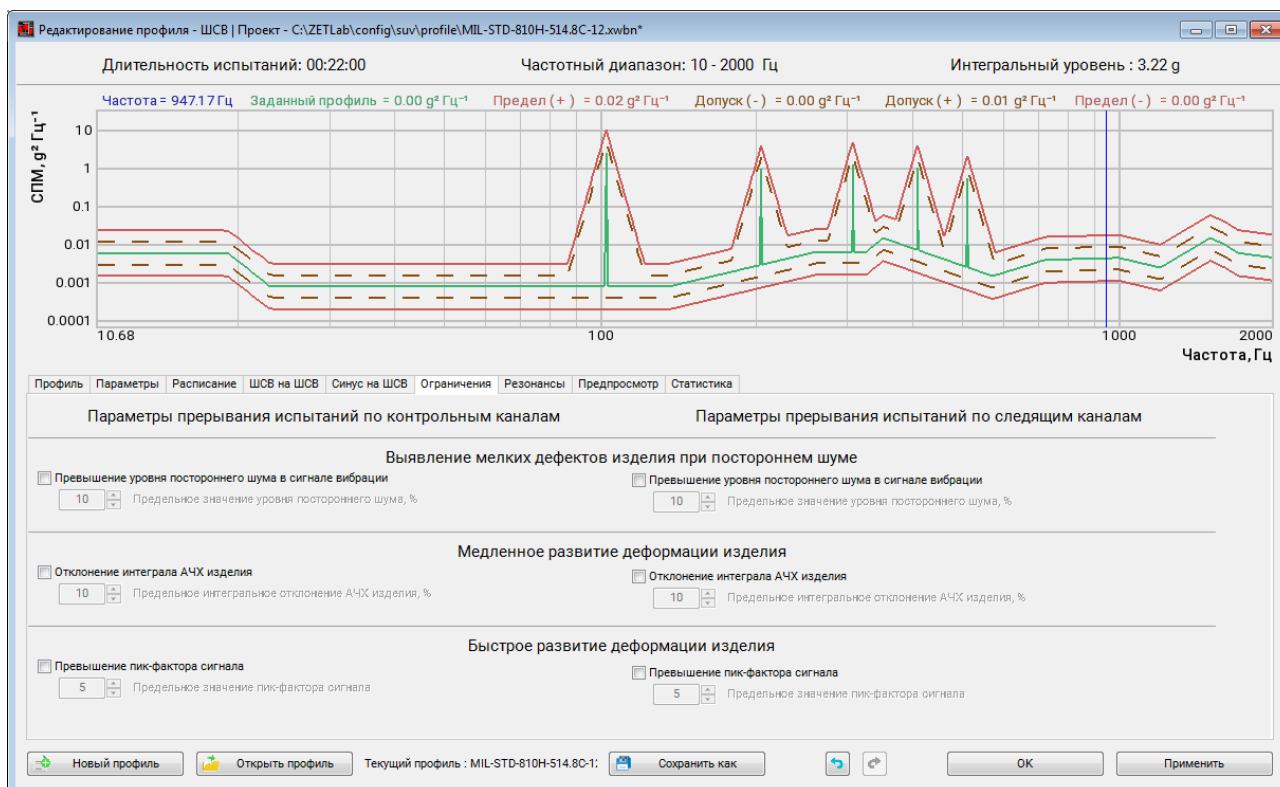 Редактирование профиля - ШСВ | Проект - C:\ZETLab\config\suv\profile\MIL-STD-810H-514.8C-12.xwbn*
Длительность испытаний: 00:22:00 Частотный диапазон: 10 - 2000 Гц Интегральный уровень : 3.22 g
Частота = 947.17 Гц Заданный профиль = 0.00 g² Гц⁻¹ Предел ( + ) = 0.02 g² Гц⁻¹ Допуск ( - ) = 0.00 g² Гц⁻¹ Допуск ( + ) = 0.01 g² Гц⁻¹ Предел ( - ) = 0.00 g² Гц⁻¹
СПМ, g² Гц⁻¹
10
1
0.1
0.01
0.001
0.0001
10.68 100 1000 2000
Частота, Гц
Профиль Параметры Расписание ШСВ на ШСВ Синус на ШСВ Ограничения Резонансы Предпросмотр Статистика
Параметры прерывания испытаний по контрольным каналам Параметры прерывания испытаний по следящим каналам
Выявление мелких дефектов изделия при постороннем шуме
Превышение уровня постороннего шума в сигнале вибрации Превышение уровня постороннего шума в сигнале вибрации
10 Предельное значение уровня постороннего шума, % 10 Предельное значение уровня постороннего шума, %
Медленное развитие деформации изделия
Отклонение интеграла АЧХ изделия Отклонение интеграла АЧХ изделия
10 Предельное интегральное отклонение АЧХ изделия, % 10 Предельное интегральное отклонение АЧХ изделия, %
Быстрое развитие деформации изделия
Превышение пик-фактора сигнала Превышение пик-фактора сигнала
5 Предельное значение пик-фактора сигнала 5 Предельное значение пик-фактора сигнала
Новый профиль Открыть профиль Текущий профиль : MIL-STD-810H-514.8C-1 Сохранить как OK Применить